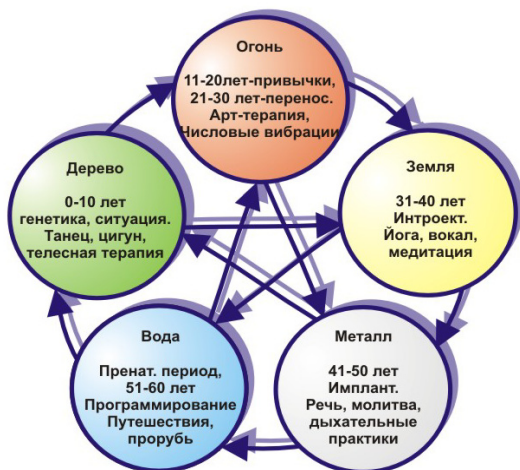 Огонь
11-20лет-привычки,
21-30 лет-перенос.
Арт-терапия,
Числовые вибрации
Дерево
0-10 лет
генетика, ситуация.
Танец, цигун,
телесная терапия
Земля
31-40 лет
Интроект.
Йога, вокал,
медитация
Вода
Пренат. период,
51-60 лет
Программирование
Путешествия,
прорубь
Металл
41-50 лет
Имплант.
Речь, молитва,
дыхательные
практики